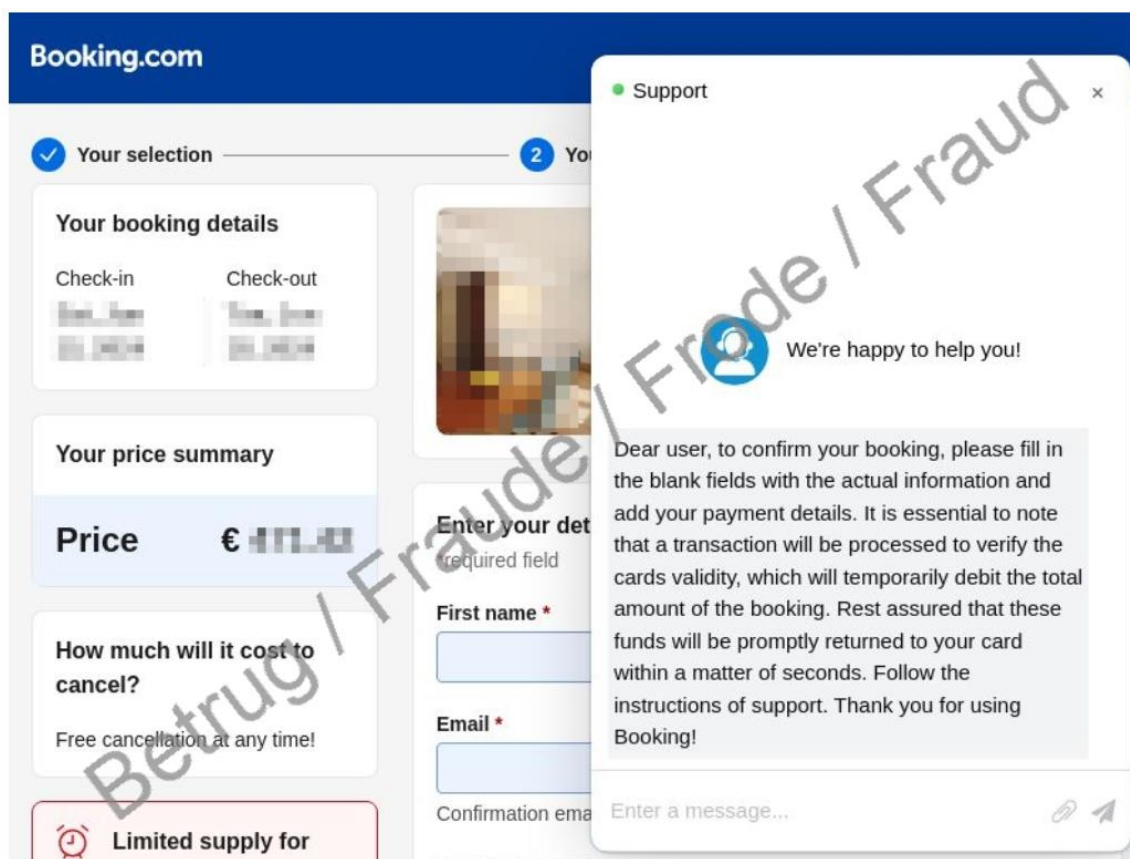 Booking.com
Your selection
2 You
Your booking details
Check-in Check-out
Your price summary
Price €
How much will it cost to
cancel?
Free cancellation at any time!
Limited supply for
Enter your det
*required field
First name *
Email *
Confirmation ema
Support ×
We're happy to help you!
Dear user, to confirm your booking, please fill in
the blank fields with the actual information and
add your payment details. It is essential to note
that a transaction will be processed to verify the
cards validity, which will temporarily debit the total
amount of the booking. Rest assured that these
funds will be promptly returned to your card
within a matter of seconds. Follow the
instructions of support. Thank you for using
Booking!
Enter a message...
Betrug / Fraude / Frode / Fraud